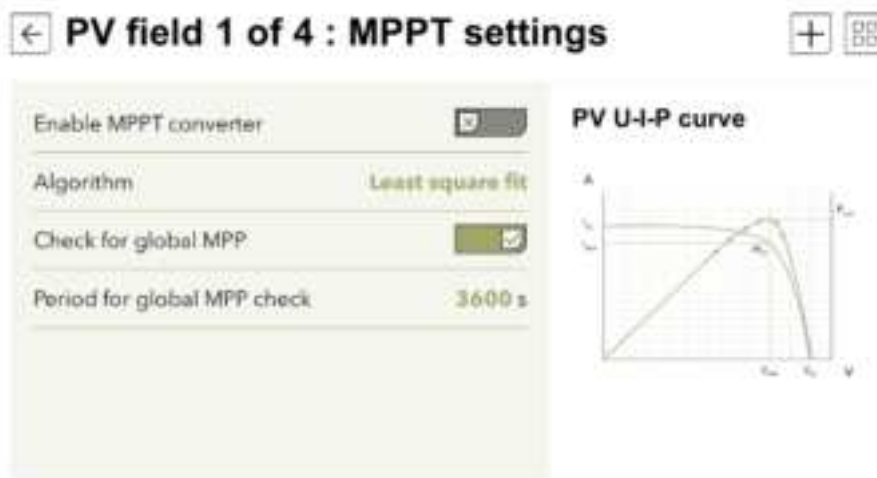 PV field 1 of 4 : MPPT settings
Enable MPPT converter
PV U-I-P curve
Algorithm Least square fit
Check for global MPP
Period for global MPP check 3600 s
A
V